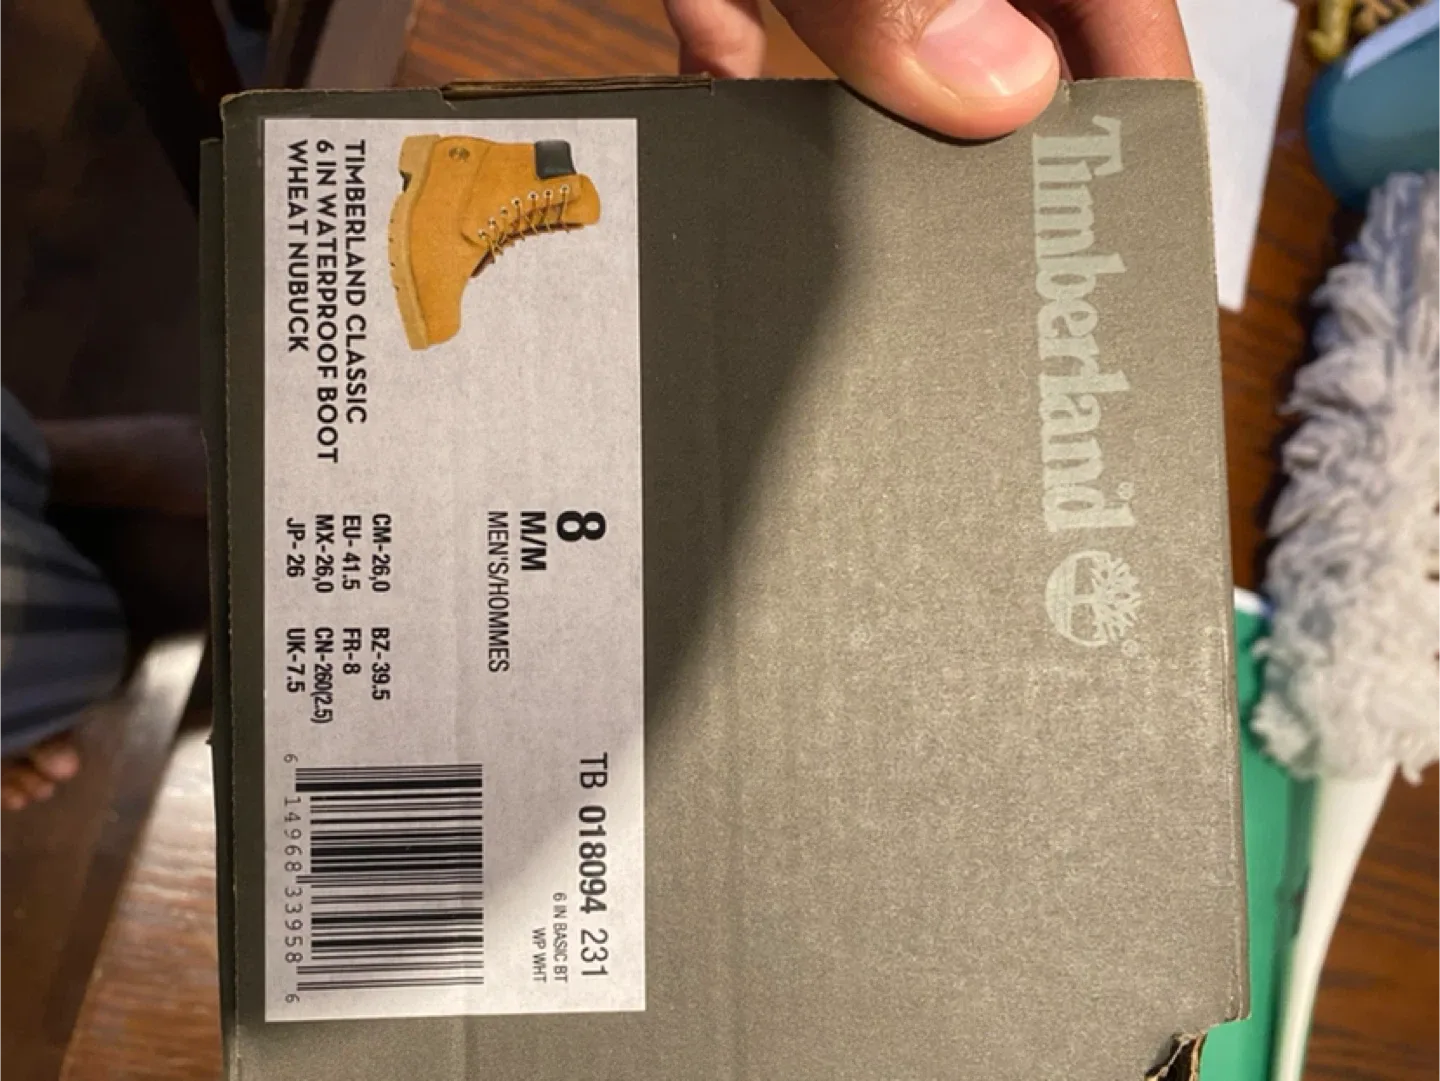 Timberland®
8
M/M
MEN'S/HOMMES
TB 018094 231
6 IN BASIC BT
WP WHT
TIMBERLAND CLASSIC
6 IN WATERPROOF BOOT
WHEAT NUBUCK
CM-26,0 BZ-39.5
EU- 41.5 FR-8
MX-26,0 CN-260(2.5)
JP- 26 UK-7.5
6 14968 33958 6